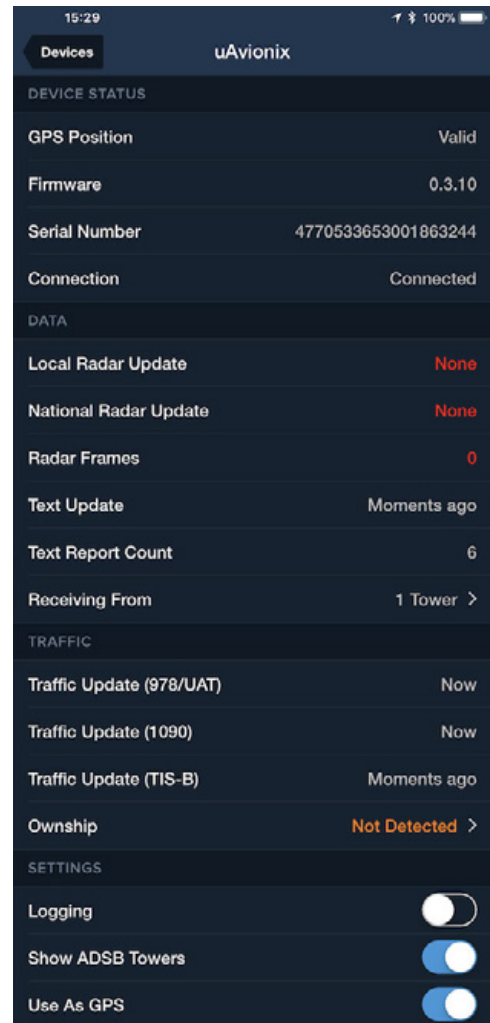 15:29 100%
Devices uAvionix
DEVICE STATUS
GPS Position Valid
Firmware 0.3.10
Serial Number 4770533653001863244
Connection Connected
DATA
Local Radar Update None
National Radar Update None
Radar Frames 0
Text Update Moments ago
Text Report Count 6
Receiving From 1 Tower >
TRAFFIC
Traffic Update (978/UAT) Now
Traffic Update (1090) Now
Traffic Update (TIS-B) Moments ago
Ownship Not Detected >
SETTINGS
Logging
Show ADSB Towers
Use As GPS